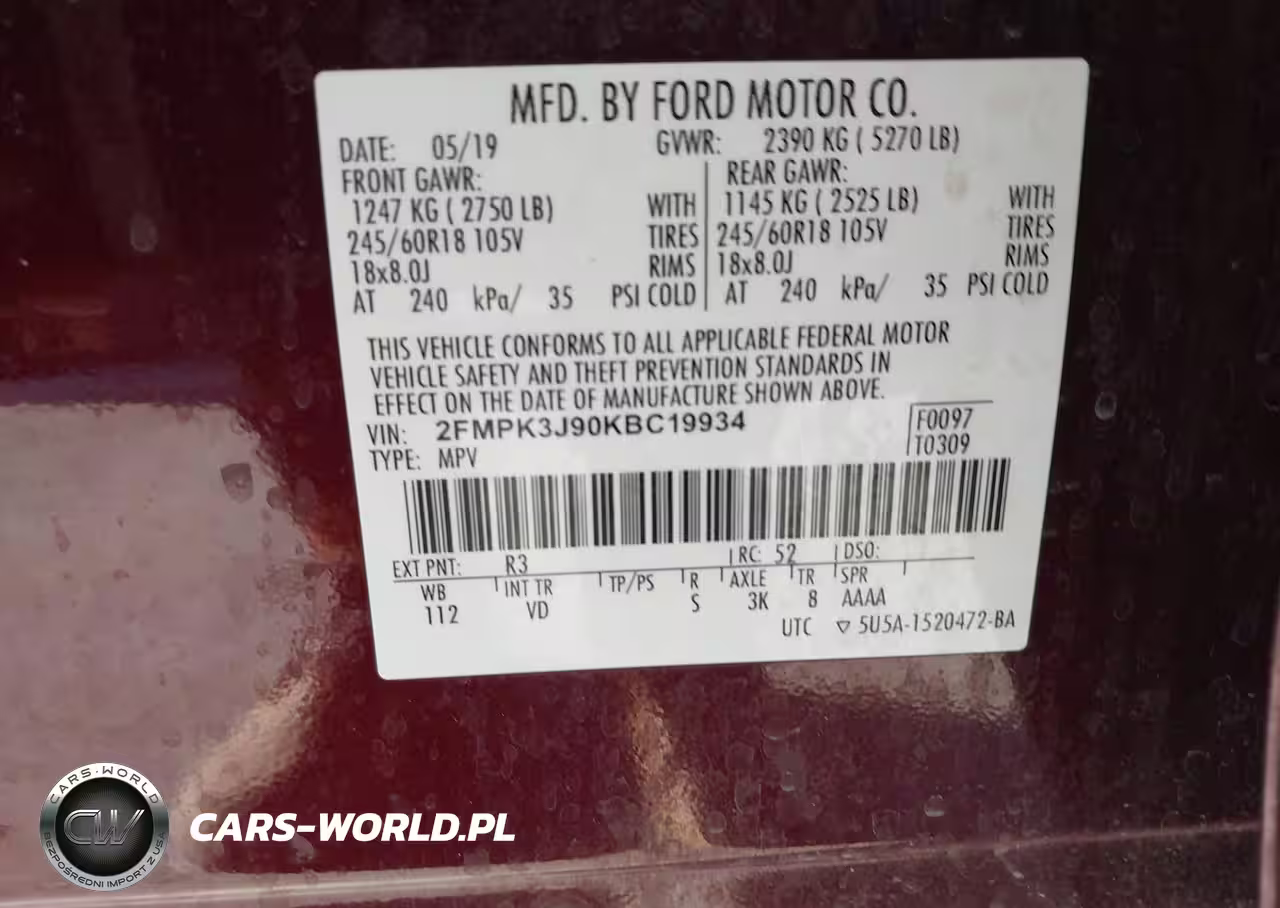 MFD. BY FORD MOTOR CO.
DATE: 05/19 GVWR: 2390 KG ( 5270 LB)
FRONT GAWR: REAR GAWR:
1247 KG ( 2750 LB) WITH 1145 KG ( 2525 LB) WITH
245/60R18 105V TIRES 245/60R18 105V TIRES
18x8.0J RIMS 18x8.0J RIMS
AT 240 kPa/ 35 PSI COLD AT 240 kPa/ 35 PSI COLD
THIS VEHICLE CONFORMS TO ALL APPLICABLE FEDERAL MOTOR
VEHICLE SAFETY AND THEFT PREVENTION STANDARDS IN
EFFECT ON THE DATE OF MANUFACTURE SHOWN ABOVE.
VIN: 2FMPK3J90KBC19934 F0097
TYPE: MPV T0309
EXT PNT: R3 RC: 52 DSO:
WB INT TR TP/PS R AXLE TR SPR
112 VD S 3K 8 AAAA
UTC ▽ 5U5A-1520472-BA
CARS-WORLD
CW
BEZPOŚREDNI IMPORT Z USA
CARS-WORLD.PL